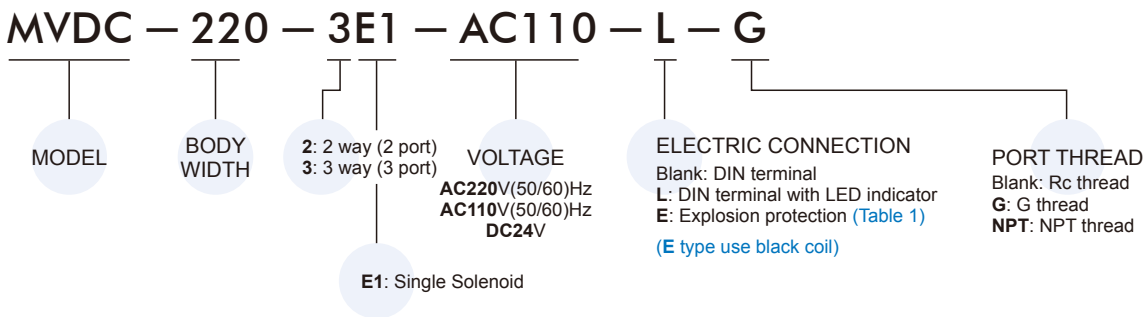 MVDC — 220 — 3E1 — AC110 — L — G
MODEL
BODY
WIDTH
2: 2 way (2 port)
3: 3 way (3 port)
E1: Single Solenoid
VOLTAGE
AC220V(50/60)Hz
AC110V(50/60)Hz
DC24V
ELECTRIC CONNECTION
Blank: DIN terminal
L: DIN terminal with LED indicator
E: Explosion protection (Table 1)
(E type use black coil)
PORT THREAD
Blank: Rc thread
G: G thread
NPT: NPT thread